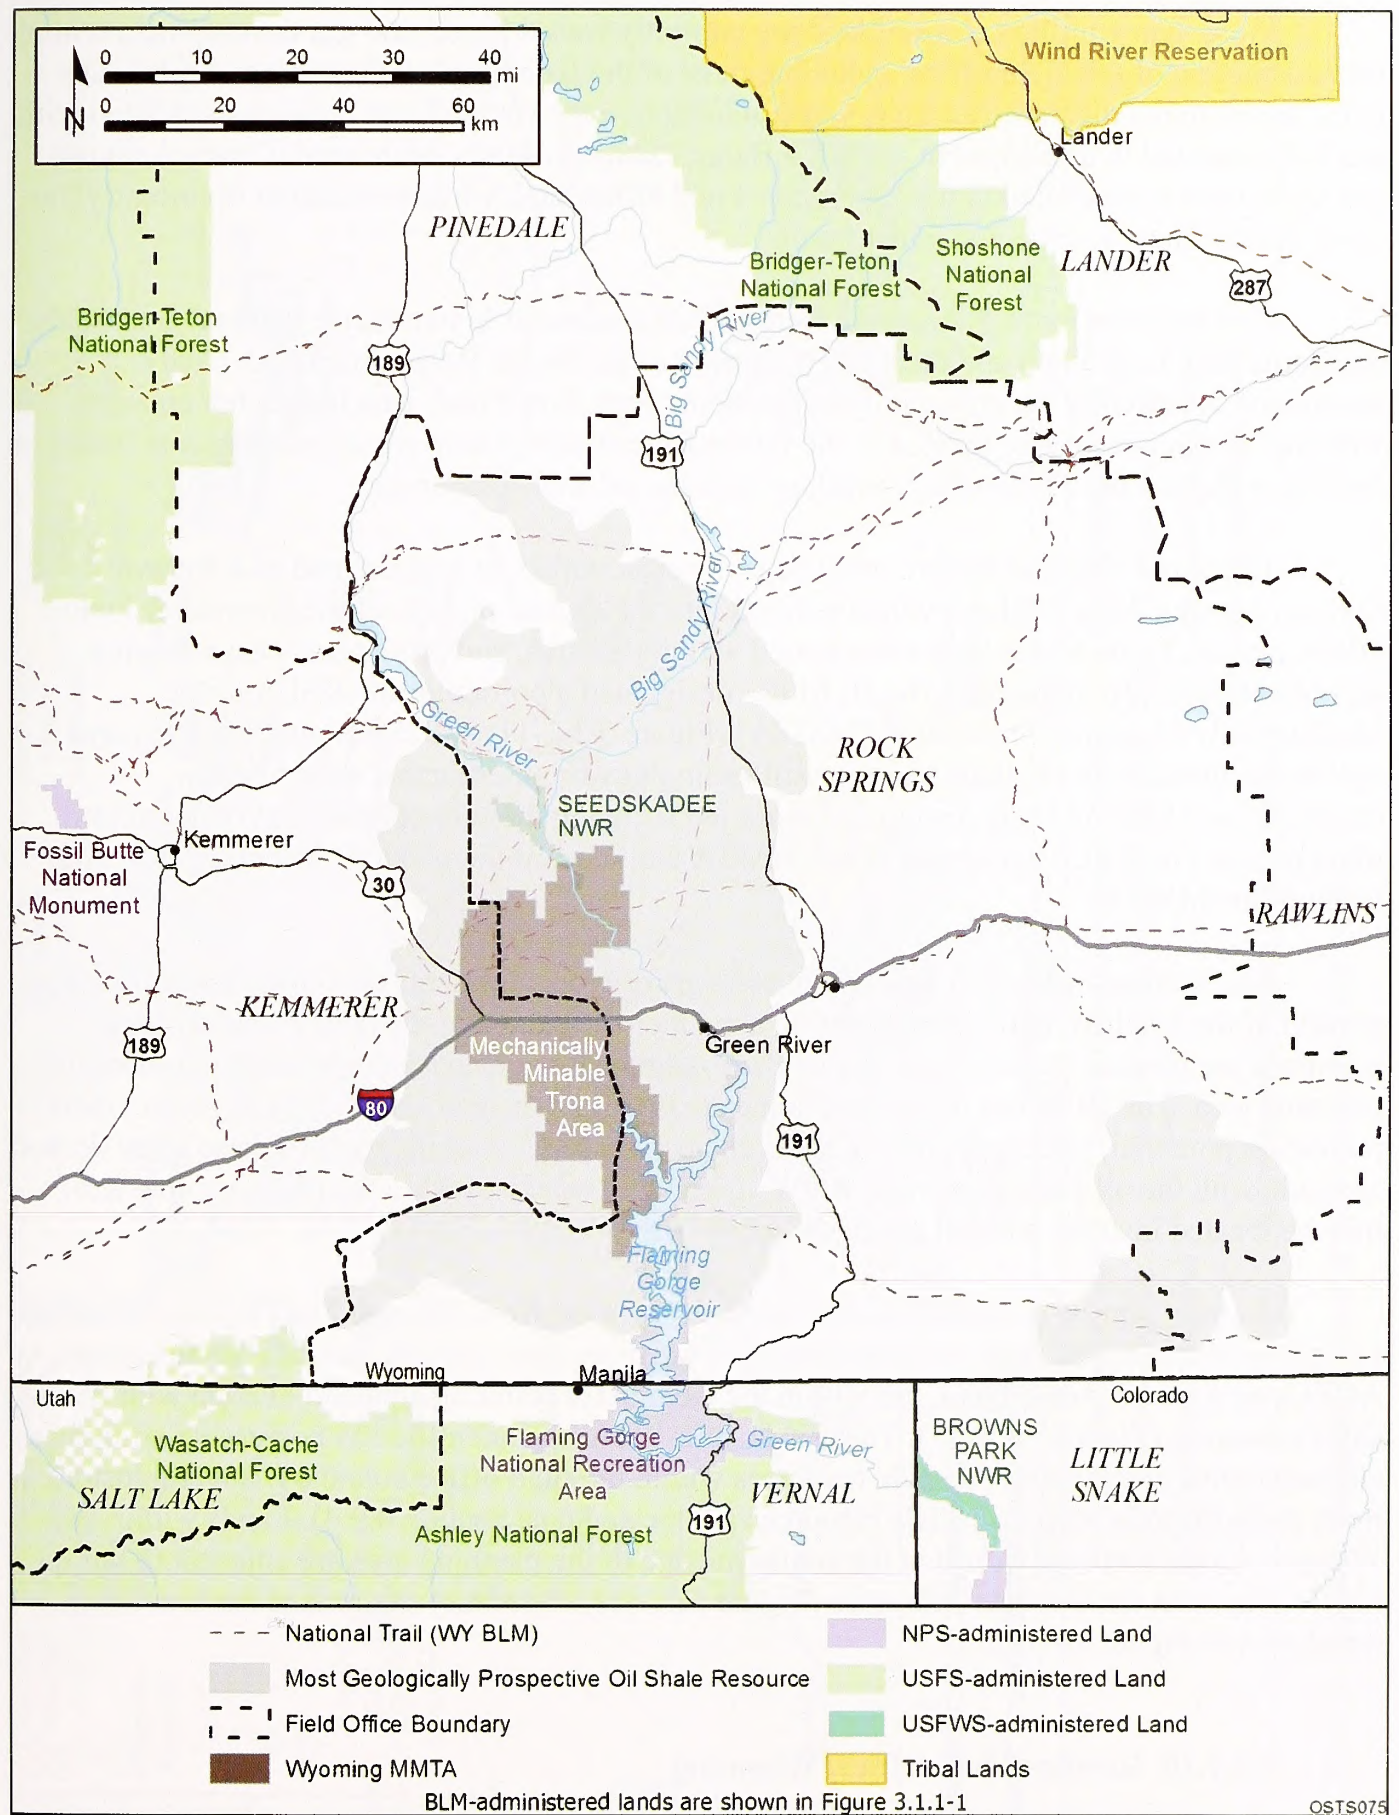 0 10 20 30 40 mi
0 20 40 60 km
N
Wind River Reservation
Lander
PINEDALE
Bridger-Teton
National Forest
Shoshone
National
Forest
LANDER
287
Bridger-Teton
National Forest
189
Big Sandy River
191
Big Sandy River
Green River
ROCK
SPRINGS
SEEDSKADEE
NWR
Kemmerer
Fossil Butte
National
Monument
30
RAWLINS
KEMMERER
189
Green River
Mechanically
Minable
Trona
Area
80
191
Flaming
Gorge
Reservoir
Wyoming
Manila
Utah
Colorado
Wasatch-Cache
National Forest
SALT LAKE
Flaming Gorge
National Recreation
Area
Green River
VERNAL
BROWNS
PARK
NWR
LITTLE
SNAKE
191
Ashley National Forest
National Trail (WY BLM)
Most Geologically Prospective Oil Shale Resource
Field Office Boundary
Wyoming MMTA
NPS-administered Land
USFS-administered Land
USFWS-administered Land
Tribal Lands
BLM-administered lands are shown in Figure 3.1.1-1
OSTS075